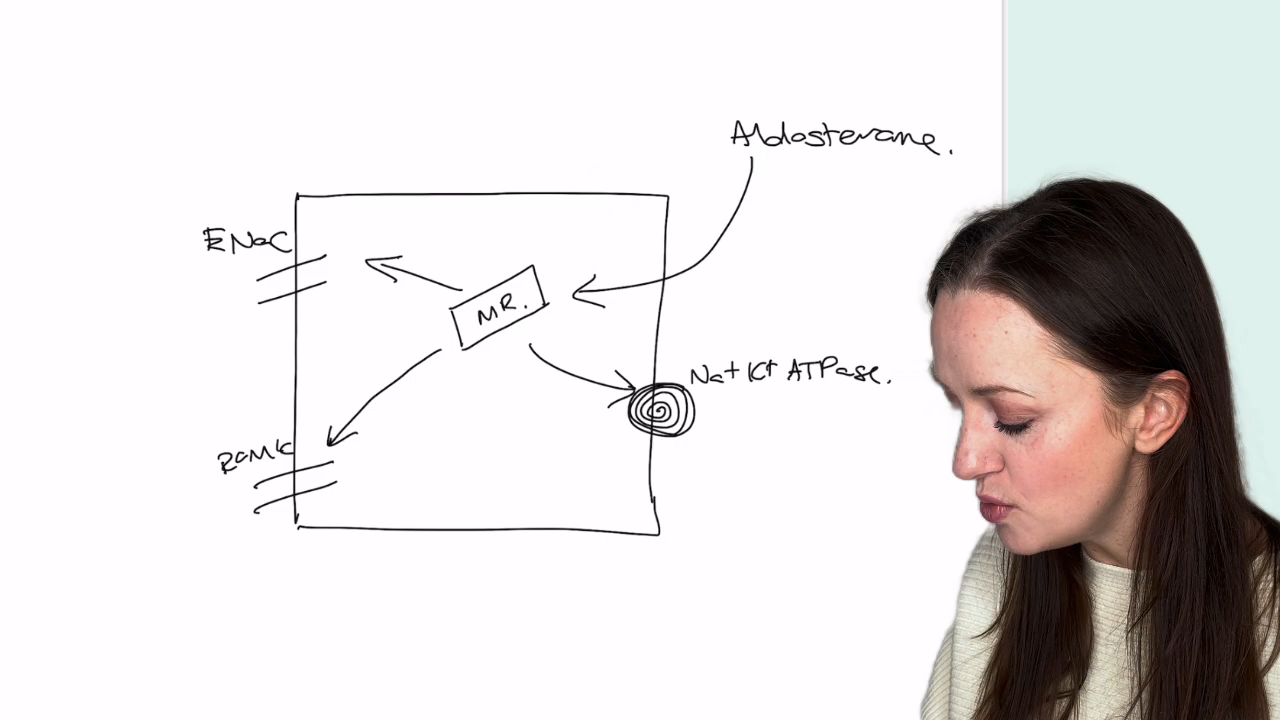 Aldosterone.
ENaC
MR.
Na+ K+ ATPase.
ROMK